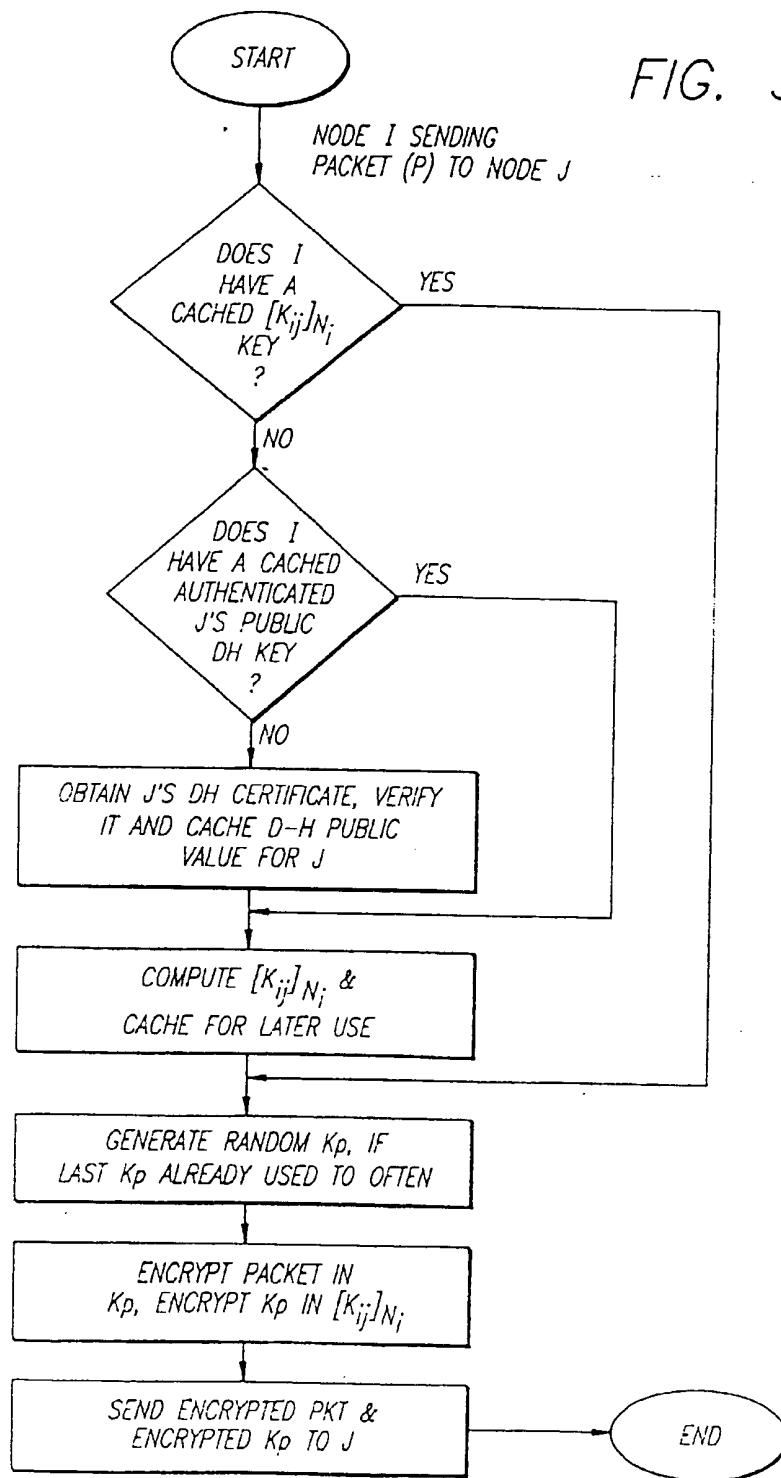 START
FIG.
NODE I SENDING
PACKET (P) TO NODE J
DOES I
HAVE A
CACHED [Kij]Ni
KEY
?
YES
NO
DOES I
HAVE A CACHED
AUTHENTICATED
J'S PUBLIC
DH KEY
?
YES
NO
OBTAIN J'S DH CERTIFICATE, VERIFY
IT AND CACHE D-H PUBLIC
VALUE FOR J
COMPUTE [Kij]Ni &
CACHE FOR LATER USE
GENERATE RANDOM Kp, IF
LAST Kp ALREADY USED TO OFTEN
ENCRYPT PACKET IN
Kp, ENCRYPT Kp IN [Kij]Ni
SEND ENCRYPTED PKT &
ENCRYPTED Kp TO J
END